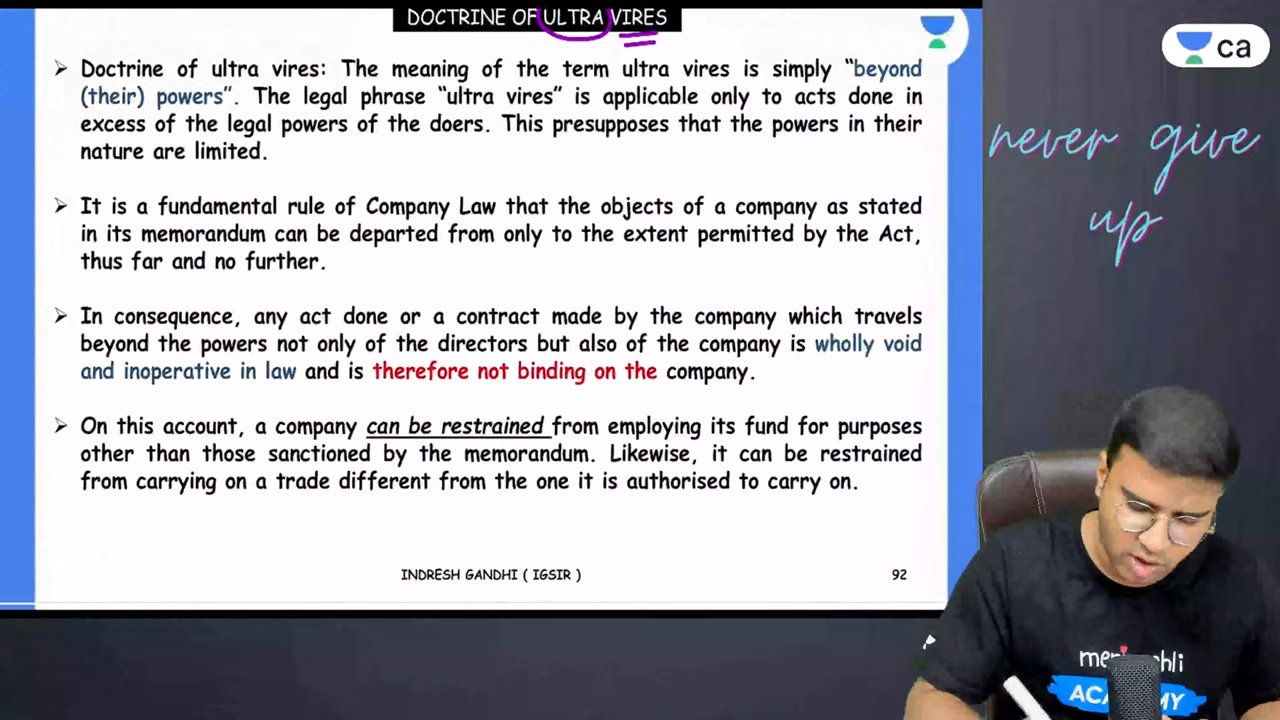 DOCTRINE OF ULTRA VIRES
ca
➢ Doctrine of ultra vires: The meaning of the term ultra vires is simply “beyond
(their) powers”. The legal phrase “ultra vires” is applicable only to acts done in
excess of the legal powers of the doers. This presupposes that the powers in their
nature are limited.
➢ It is a fundamental rule of Company Law that the objects of a company as stated
in its memorandum can be departed from only to the extent permitted by the Act,
thus far and no further.
➢ In consequence, any act done or a contract made by the company which travels
beyond the powers not only of the directors but also of the company is wholly void
and inoperative in law and is therefore not binding on the company.
➢ On this account, a company can be restrained from employing its fund for purposes
other than those sanctioned by the memorandum. Likewise, it can be restrained
from carrying on a trade different from the one it is authorised to carry on.
INDRESH GANDHI ( IGSIR )
92
never give
up